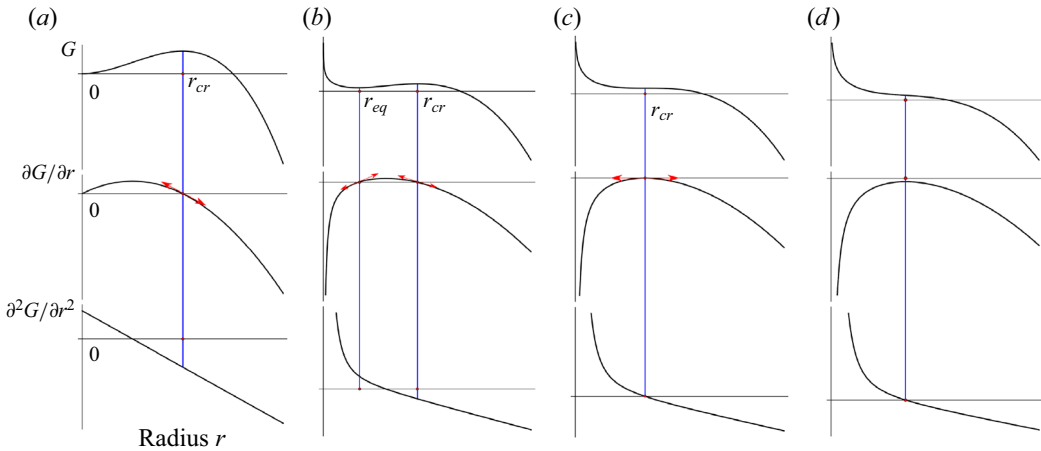 (a) (b) (c) (d)
G
0
r_cr
r_eq r_cr
r_cr
∂G/∂r
0
∂²G/∂r²
0
Radius r